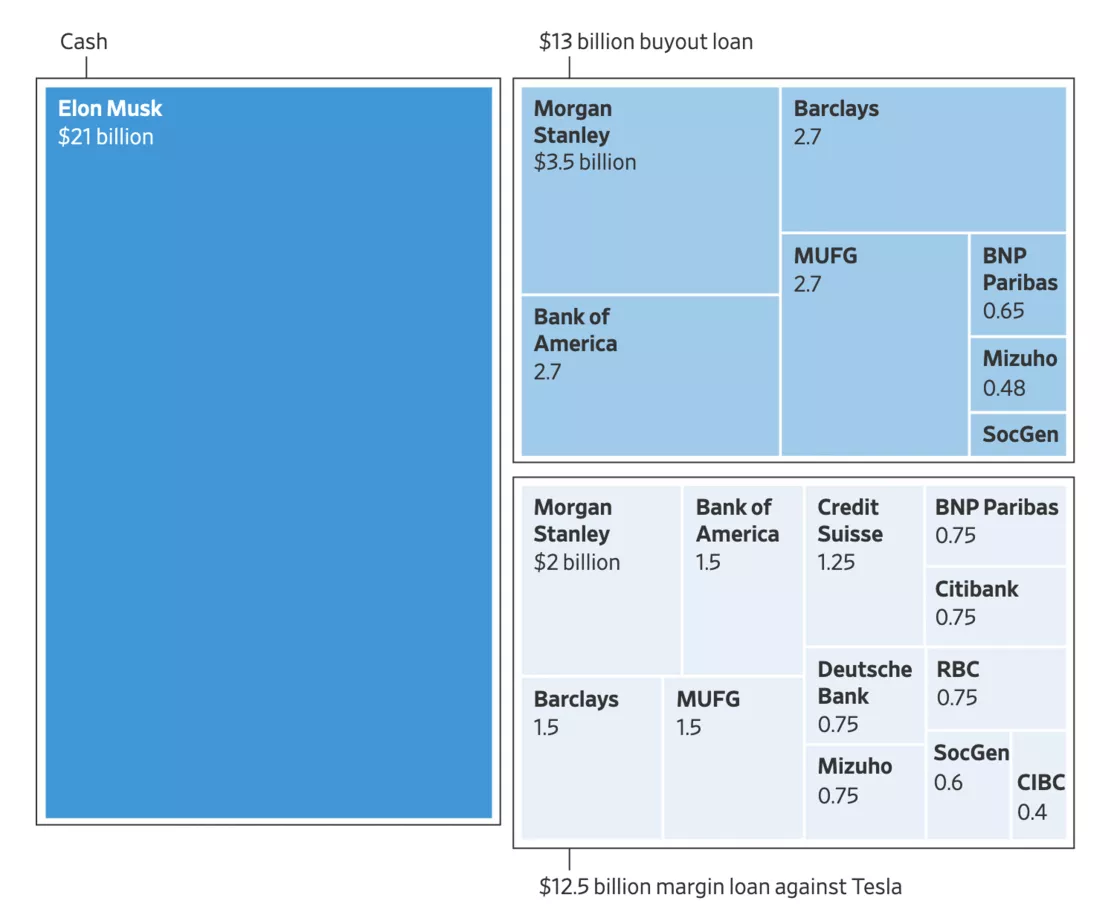 Cash
Elon Musk
$21 billion
$13 billion buyout loan
Morgan
Stanley
$3.5 billion
Barclays
2.7
Bank of
America
2.7
MUFG
2.7
BNP
Paribas
0.65
Mizuho
0.48
SocGen
Morgan
Stanley
$2 billion
Bank of
America
1.5
Credit
Suisse
1.25
BNP Paribas
0.75
Citibank
0.75
Barclays
1.5
MUFG
1.5
Deutsche
Bank
0.75
RBC
0.75
Mizuho
0.75
SocGen
0.6
CIBC
0.4
$12.5 billion margin loan against Tesla